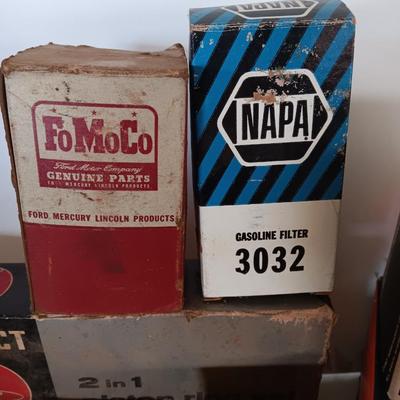 NAPA
FoMoCo
Ford Motor Company
GENUINE PARTS
MERCURY LINCOLN PRODUCTS
FORD, MERCURY LINCOLN PRODUCTS
NAPA
GASOLINE FILTER
3032
CT
2 in 1